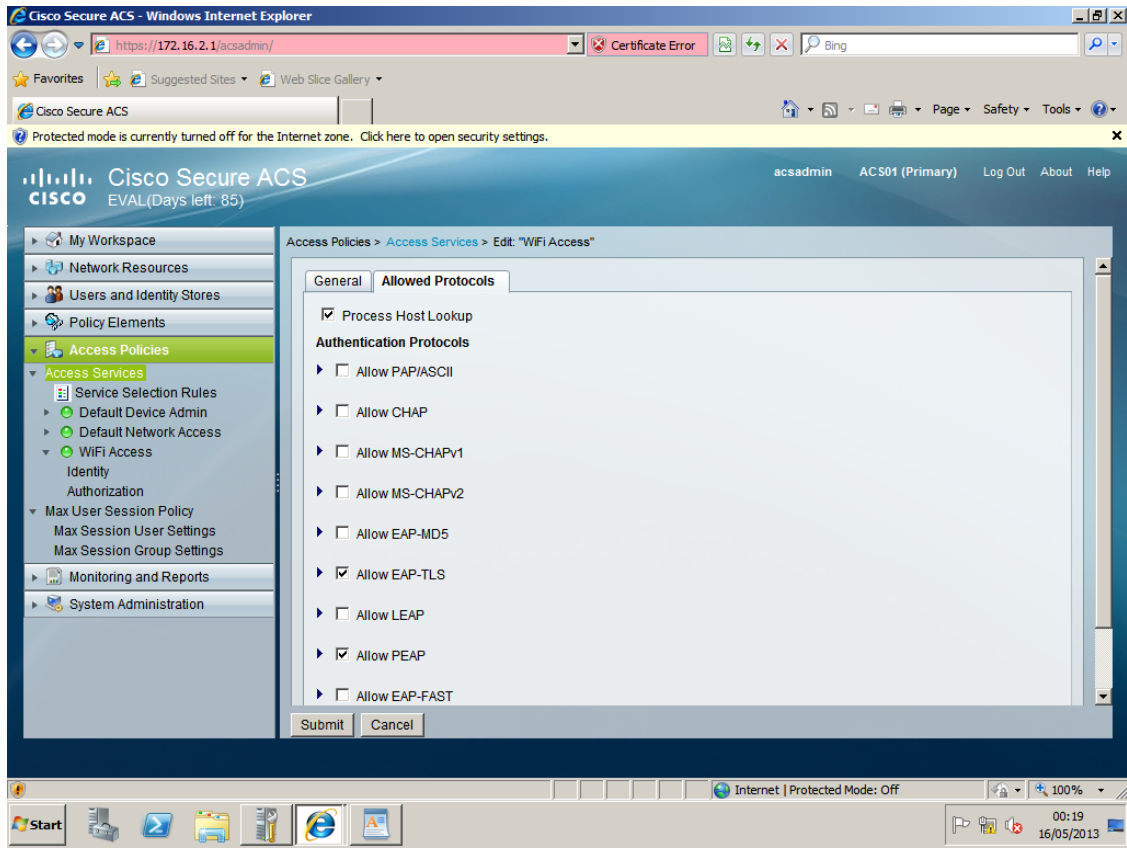 Cisco Secure ACS - Windows Internet Explorer
https://172.16.2.1/acsadmin/
Certificate Error
Bing
Favorites
Suggested Sites
Web Slice Gallery
Cisco Secure ACS
Page
Safety
Tools
Protected mode is currently turned off for the Internet zone. Click here to open security settings.
CISCO
Cisco Secure ACS
EVAL(Days left: 85)
acsadmin
ACS01 (Primary)
Log Out
About
Help
My Workspace
Network Resources
Users and Identity Stores
Policy Elements
Access Policies
Access Services
Service Selection Rules
Default Device Admin
Default Network Access
WiFi Access
Identity
Authorization
Max User Session Policy
Max Session User Settings
Max Session Group Settings
Monitoring and Reports
System Administration
Access Policies > Access Services > Edit: "WiFi Access"
General
Allowed Protocols
Process Host Lookup
Authentication Protocols
Allow PAP/ASCII
Allow CHAP
Allow MS-CHAPv1
Allow MS-CHAPv2
Allow EAP-MD5
Allow EAP-TLS
Allow LEAP
Allow PEAP
Allow EAP-FAST
Submit
Cancel
Internet | Protected Mode: Off
100%
Start
00:19
16/05/2013